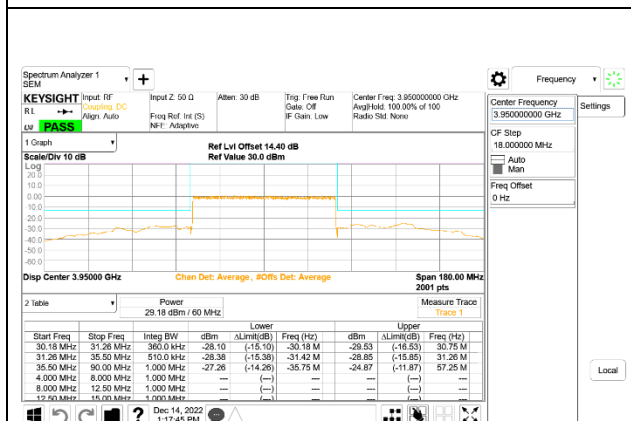 Spectrum Analyzer 1
SEM
Frequency
KEYSIGHT Input: RF Input Z: 50 Ω Atten: 30 dB Trig: Free Run Center Freq: 3.950000000 GHz
R L Coupling: DC Gate: Off Avg|Hold: 100.00% of 100
Align: Auto Freq Ref: Int (S) IF Gain: Low Radio Std: None
PASS NFE: Adaptive
Center Frequency
3.95000000 GHz
Settings
CF Step
18.000000 MHz
Auto
Man
Freq Offset
0 Hz
1 Graph
Ref Lvl Offset 14.40 dB
Scale/Div 10 dB Ref Value 30.0 dBm
Log
20.0
10.0
0.00
-10.0
-20.0
-30.0
-40.0
-50.0
-60.0
Disp Center 3.95000 GHz Chan Det: Average, #Offs Det: Average Span 180.00 MHz
2001 pts
2 Table Power Measure Trace
29.18 dBm / 60 MHz Trace 1
Lower Upper
Start Freq Stop Freq Integ BW dBm ΔLimit(dB) Freq (Hz) dBm ΔLimit(dB) Freq (Hz)
30.18 MHz 31.26 MHz 360.0 kHz -28.10 (-15.10) -30.18 M -29.53 (-16.53) 30.75 M
31.26 MHz 35.50 MHz 510.0 kHz -28.38 (-15.38) -31.42 M -28.85 (-15.85) 31.26 M
35.50 MHz 90.00 MHz 1.000 MHz -27.26 (-14.26) -35.75 M -24.87 (-11.87) 57.25 M
4.000 MHz 8.000 MHz 1.000 MHz --- (---) --- --- (---) ---
8.000 MHz 12.50 MHz 1.000 MHz --- (---) --- --- (---) ---
12.50 MHz 15.00 MHz 1.000 MHz --- (---) --- --- (---) ---
Local
Dec 14, 2022
1:17:45 PM